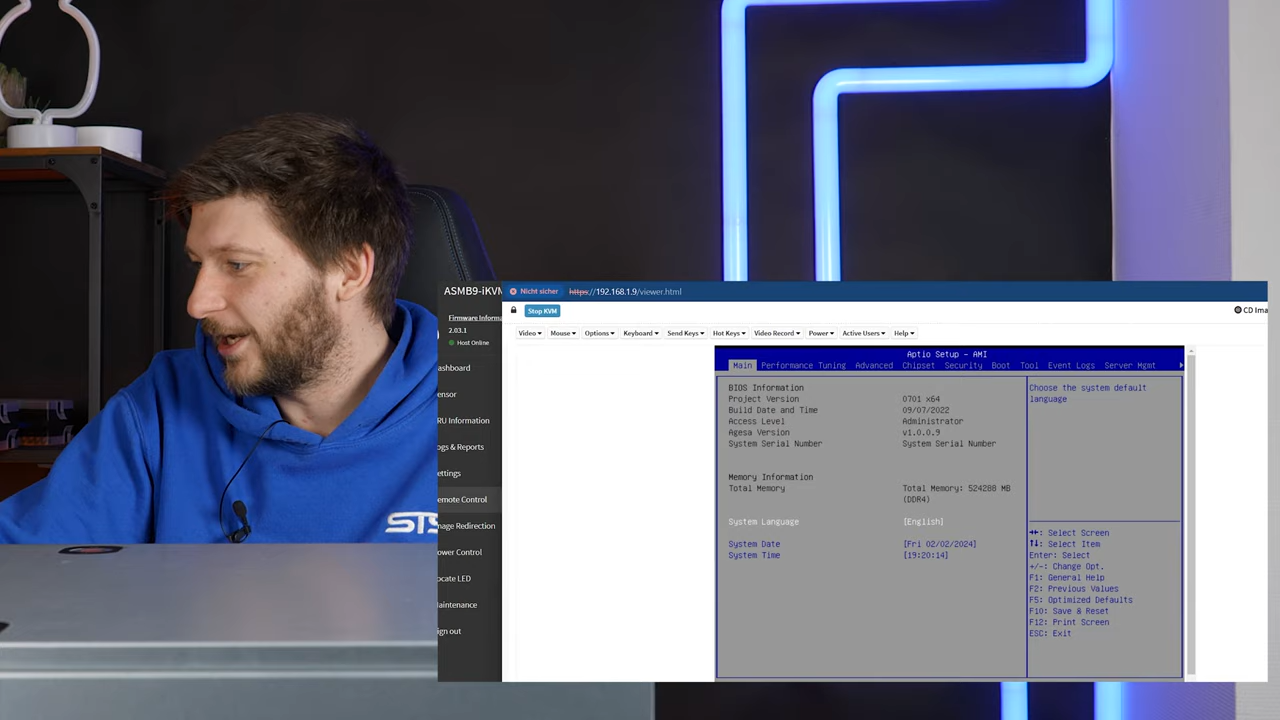 ASMB9-iKVM
Firmware Informa
2.03.1
Host Online
ashboard
ensor
RU Information
ogs & Reports
ettings
emote Control
mage Redirection
ower Control
ocate LED
aintenance
ign out
Nicht sicher https://192.168.1.9/viewer.html
Stop KVM
CD Ima
Video Mouse Options Keyboard Send Keys Hot Keys Video Record Power Active Users Help
Aptio Setup - AMI
Main Performance Tuning Advanced Chipset Security Boot Tool Event Logs Server Mgmt
BIOS Information
Project Version 0701 x64
Build Date and Time 09/07/2022
Access Level Administrator
Agesa Version v1.0.0.9
System Serial Number System Serial Number
Memory Information
Total Memory Total Memory: 524288 MB
(DDR4)
System Language [English]
System Date [Fri 02/02/2024]
System Time [19:20:14]
Choose the system default
language
→←: Select Screen
↑↓: Select Item
Enter: Select
+/-: Change Opt.
F1: General Help
F2: Previous Values
F5: Optimized Defaults
F10: Save & Reset
F12: Print Screen
ESC: Exit
STS